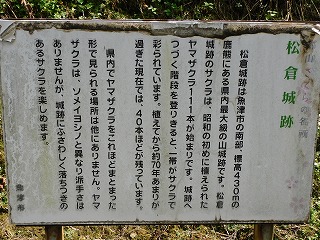 松倉城跡
松倉城跡は魚津市の南部・標高430mの
鹿熊にある県内最大級の山城跡です。松倉
城跡のサクラは、昭和の初めに植えられた
ヤマザクラ111本が始まりです。城跡へ
つづく階段を登りきると、一帯がサクラで
彩られています。植えてから約70年あまりが
過ぎた現在では、40本ほどが残っています。
県内でヤマザクラをこれほどまとまった
形で見られる場所は他にありません。ヤマ
ザクラは、ソメイヨシノと異なり派手さは
ありませんが、城跡にふさわしく落ちつきの
あるサクラを楽しめます。
魚津市